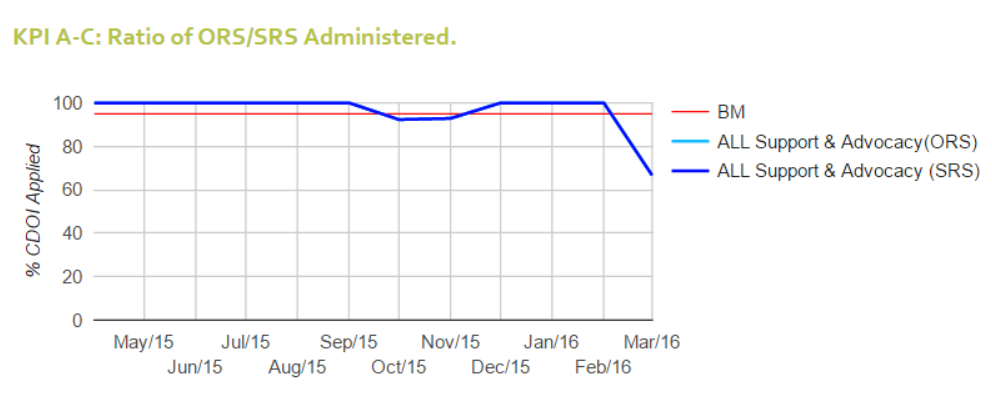 KPI A-C: Ratio of ORS/SRS Administered.
100
80
60
40
20
0
% CDOI Applied
May/15
Jun/15
Jul/15
Aug/15
Sep/15
Oct/15
Nov/15
Dec/15
Jan/16
Feb/16
Mar/16
BM
ALL Support & Advocacy(ORS)
ALL Support & Advocacy (SRS)